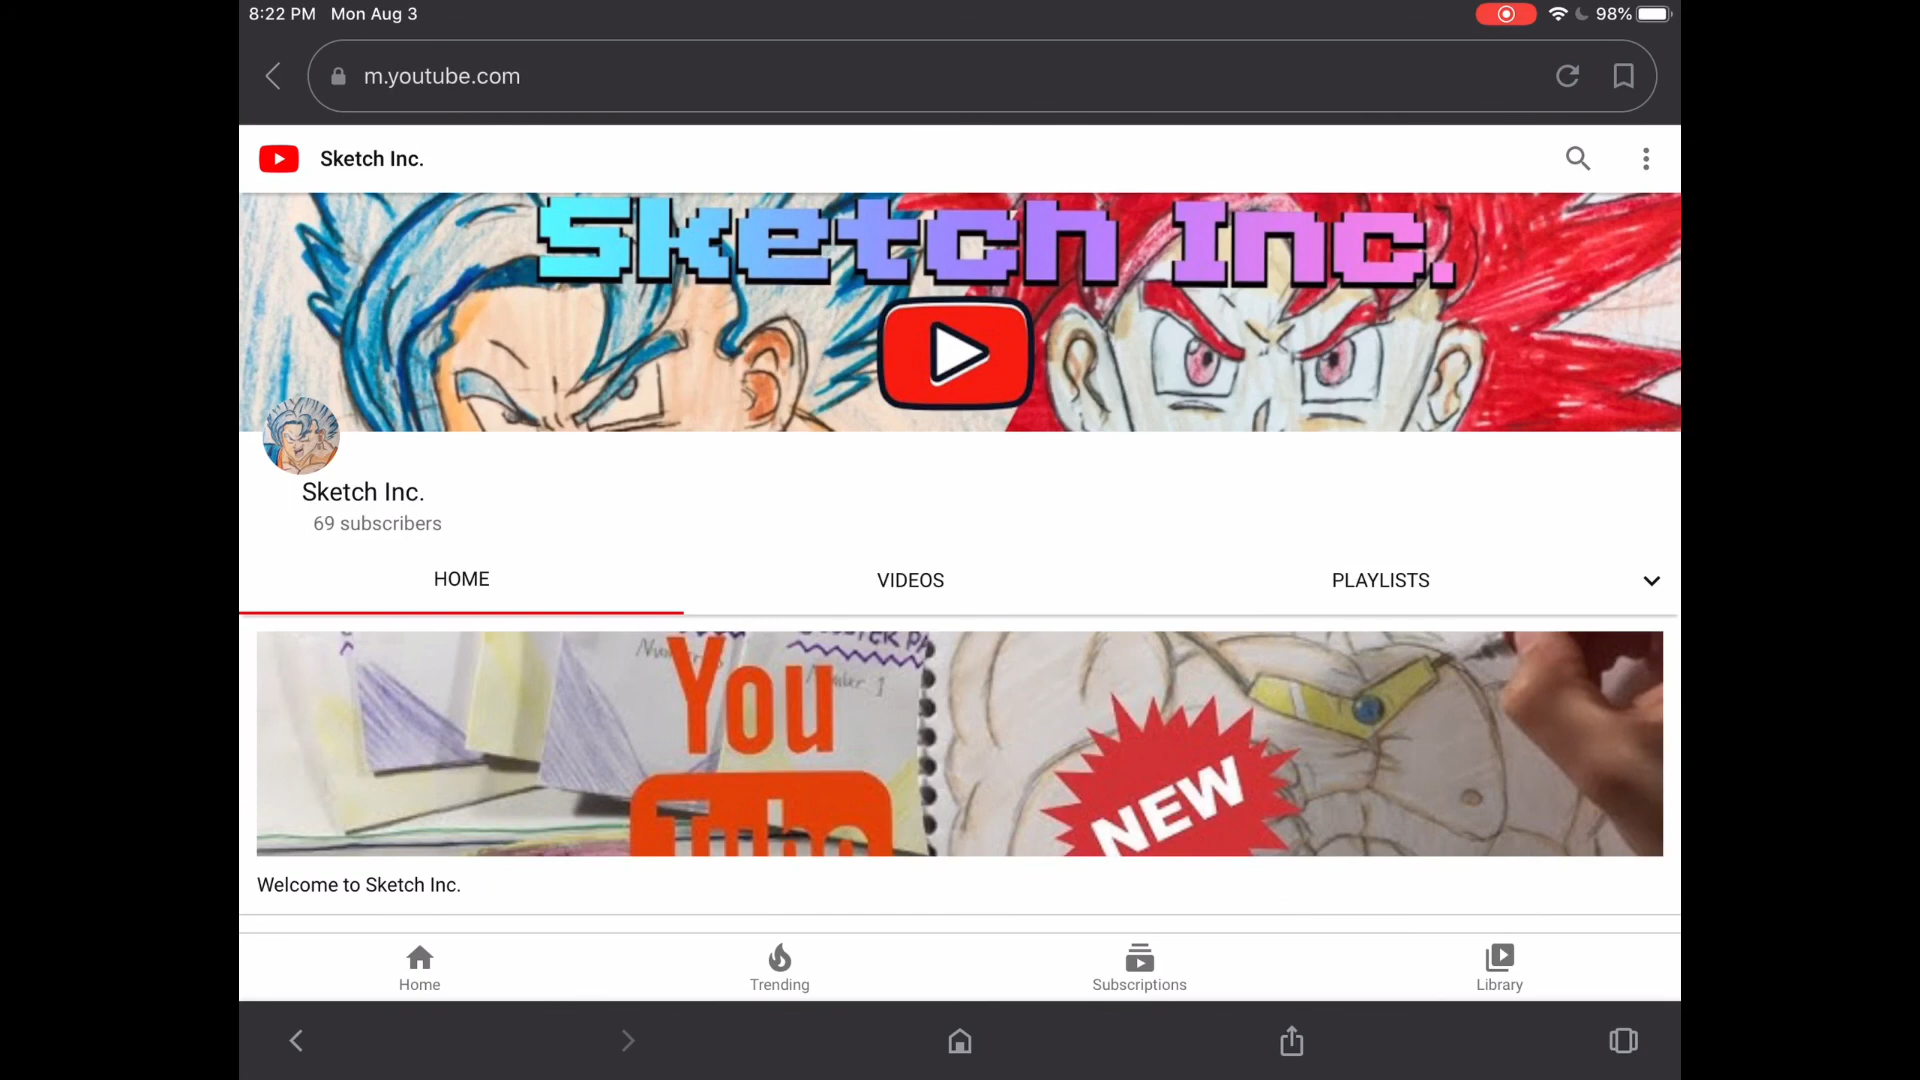 8:22 PM Mon Aug 3
98%
m.youtube.com
Sketch Inc.
Sketch Inc.
Sketch Inc.
69 subscribers
HOME
VIDEOS
PLAYLISTS
You
Tube
NEW
Welcome to Sketch Inc.
Home
Trending
Subscriptions
Library